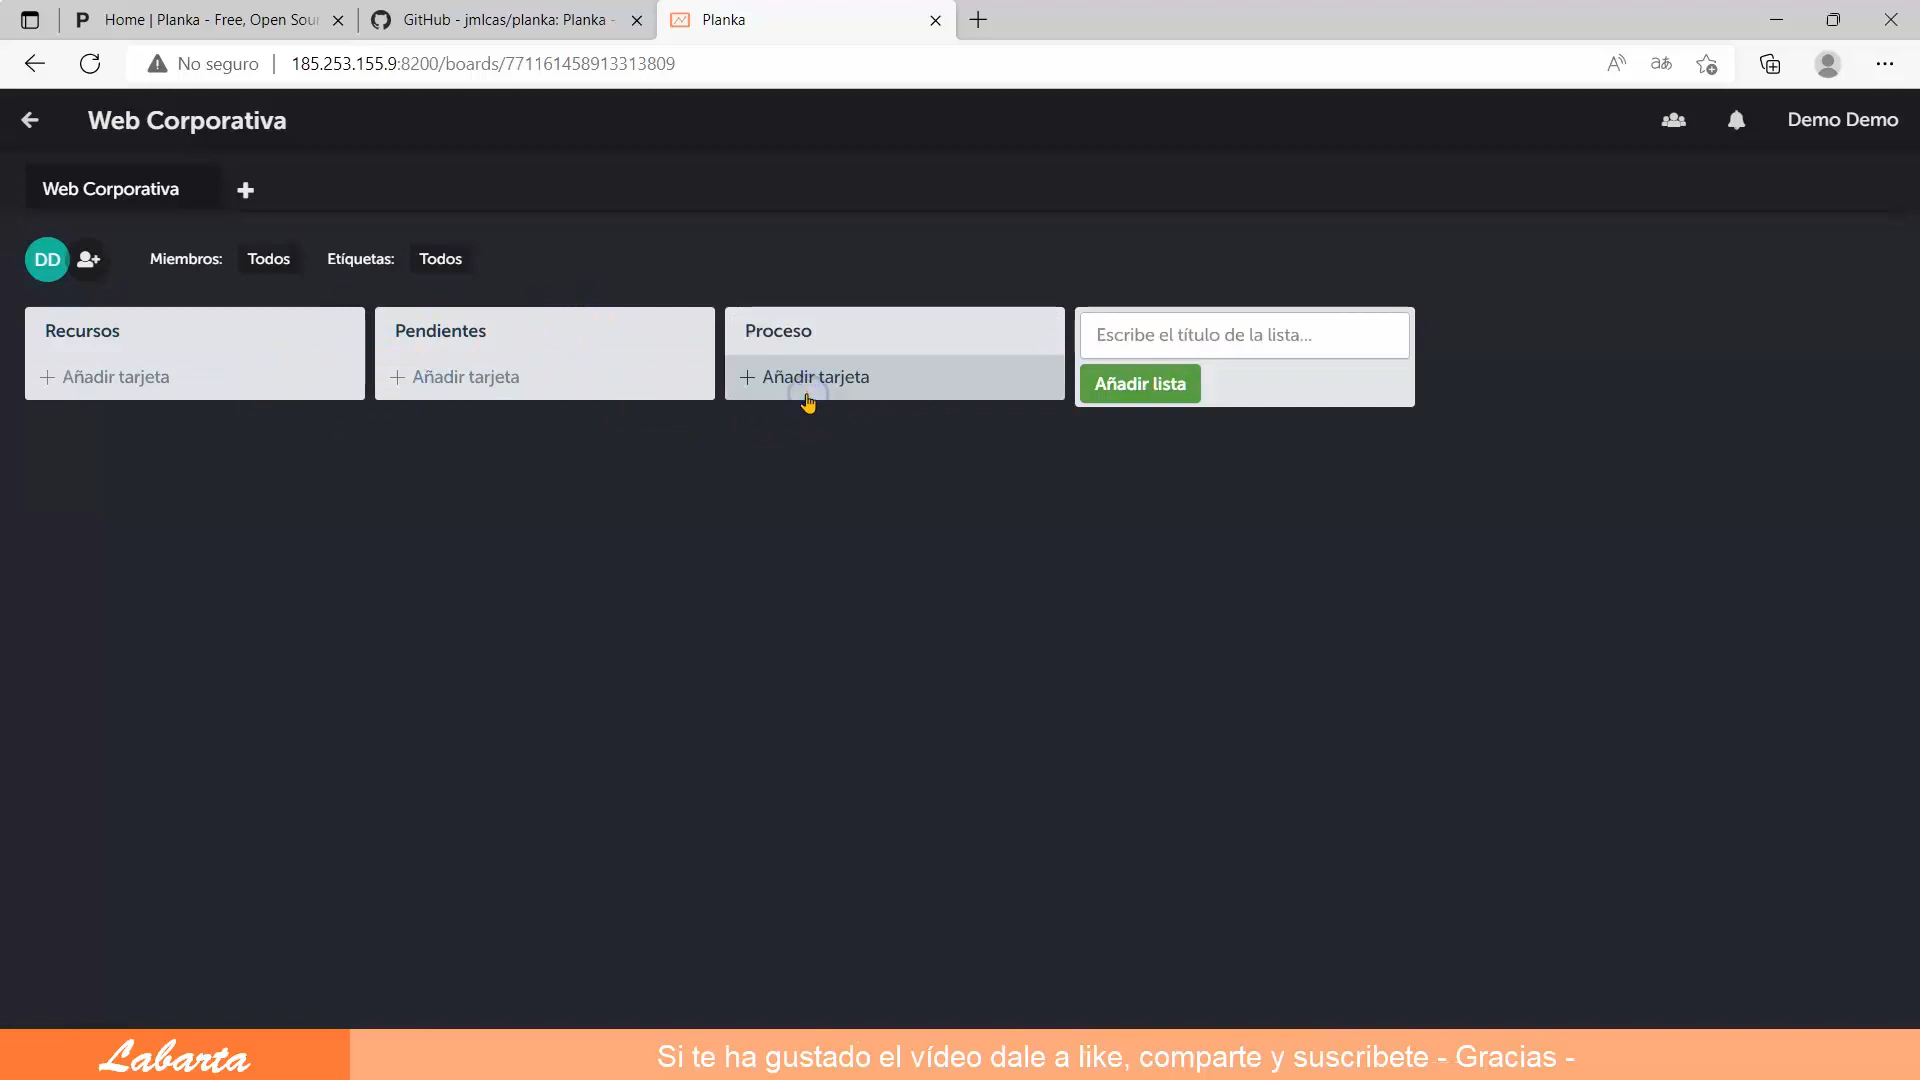 P Home | Planka - Free, Open Sour
GitHub - jmlcas/planka: Planka -
Planka
No seguro
185.253.155.9:8200/boards/771161458913313809
Web Corporativa
Demo Demo
Web Corporativa
DD
Miembros: Todos
Etíquetas: Todos
Recursos
Añadir tarjeta
Pendientes
Añadir tarjeta
Proceso
Añadir tarjeta
Escribe el título de la lista...
Añadir lista
Labarta
Si te ha gustado el vídeo dale a like, comparte y suscribete - Gracias -